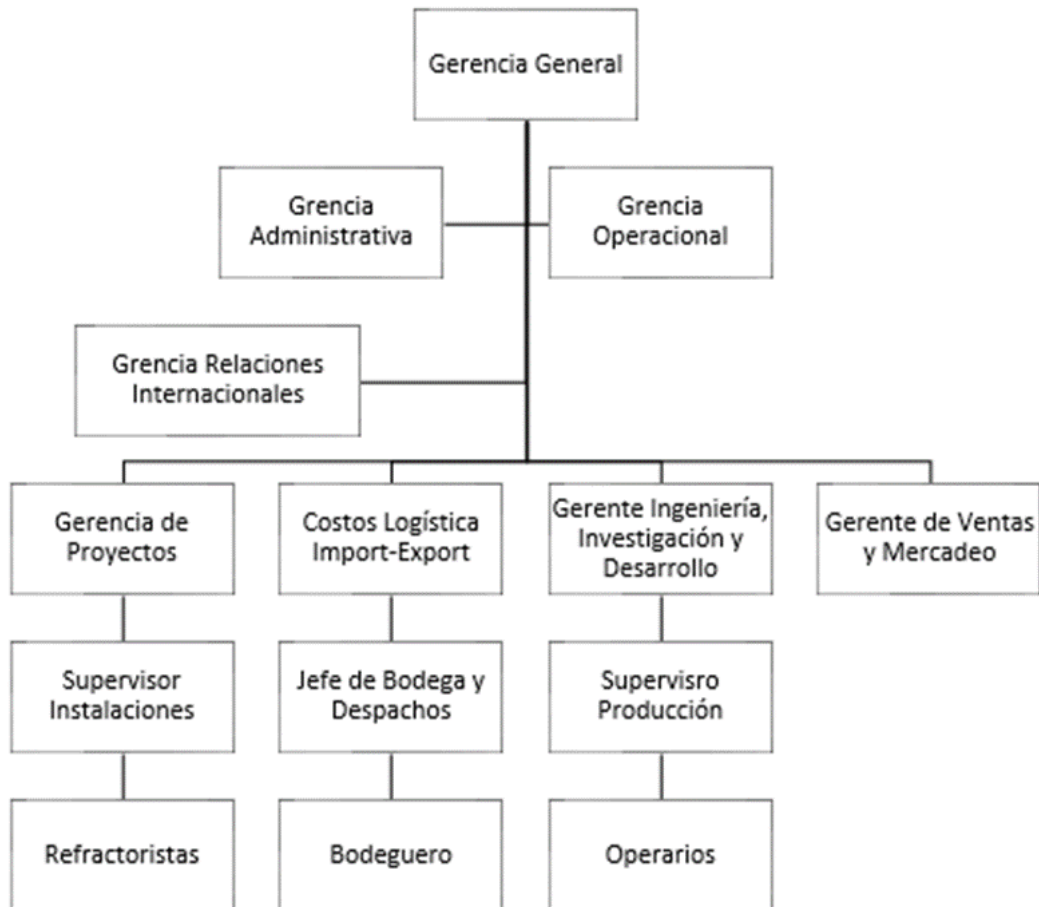 Gerencia General
Grencia
Administrativa
Grencia
Operacional
Grencia Relaciones
Internacionales
Gerencia de
Proyectos
Costos Logística
Import-Export
Gerente Ingeniería,
Investigación y
Desarrollo
Gerente de Ventas
y Mercadeo
Supervisor
Instalaciones
Jefe de Bodega y
Despachos
Supervisro
Producción
Refractoristas
Bodeguero
Operarios